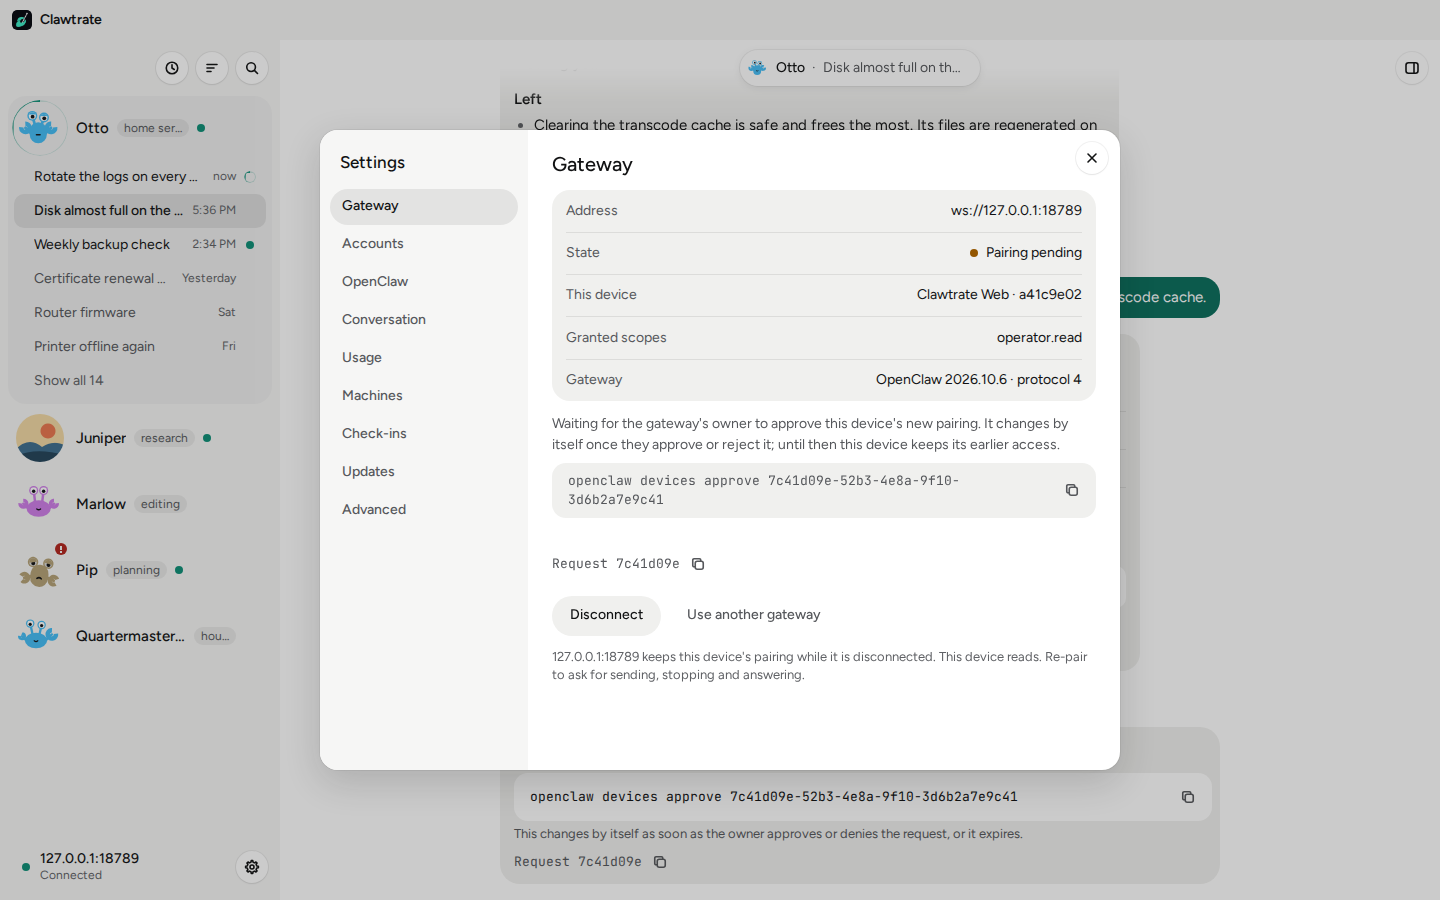 Clawtrate
Otto · Disk almost full on th...
Otto home ser...
Rotate the logs on every ... now
Disk almost full on the ... 5:36 PM
Weekly backup check 2:34 PM
Certificate renewal ... Yesterday
Router firmware Sat
Printer offline again Fri
Show all 14
Juniper research
Marlow editing
Pip planning
Quartermaster... hou...
127.0.0.1:18789
Connected
Left
Clearing the transcode cache is safe and frees the most. Its files are regenerated on
scode cache.
Settings
Gateway
Accounts
OpenClaw
Conversation
Usage
Machines
Check-ins
Updates
Advanced
Gateway
Address ws://127.0.0.1:18789
State Pairing pending
This device Clawtrate Web · a41c9e02
Granted scopes operator.read
Gateway OpenClaw 2026.10.6 · protocol 4
Waiting for the gateway's owner to approve this device's new pairing. It changes by
itself once they approve or reject it; until then this device keeps its earlier access.
openclaw devices approve 7c41d09e-52b3-4e8a-9f10-
3d6b2a7e9c41
Request 7c41d09e
Disconnect Use another gateway
127.0.0.1:18789 keeps this device's pairing while it is disconnected. This device reads. Re-pair
to ask for sending, stopping and answering.
openclaw devices approve 7c41d09e-52b3-4e8a-9f10-3d6b2a7e9c41
This changes by itself as soon as the owner approves or denies the request, or it expires.
Request 7c41d09e